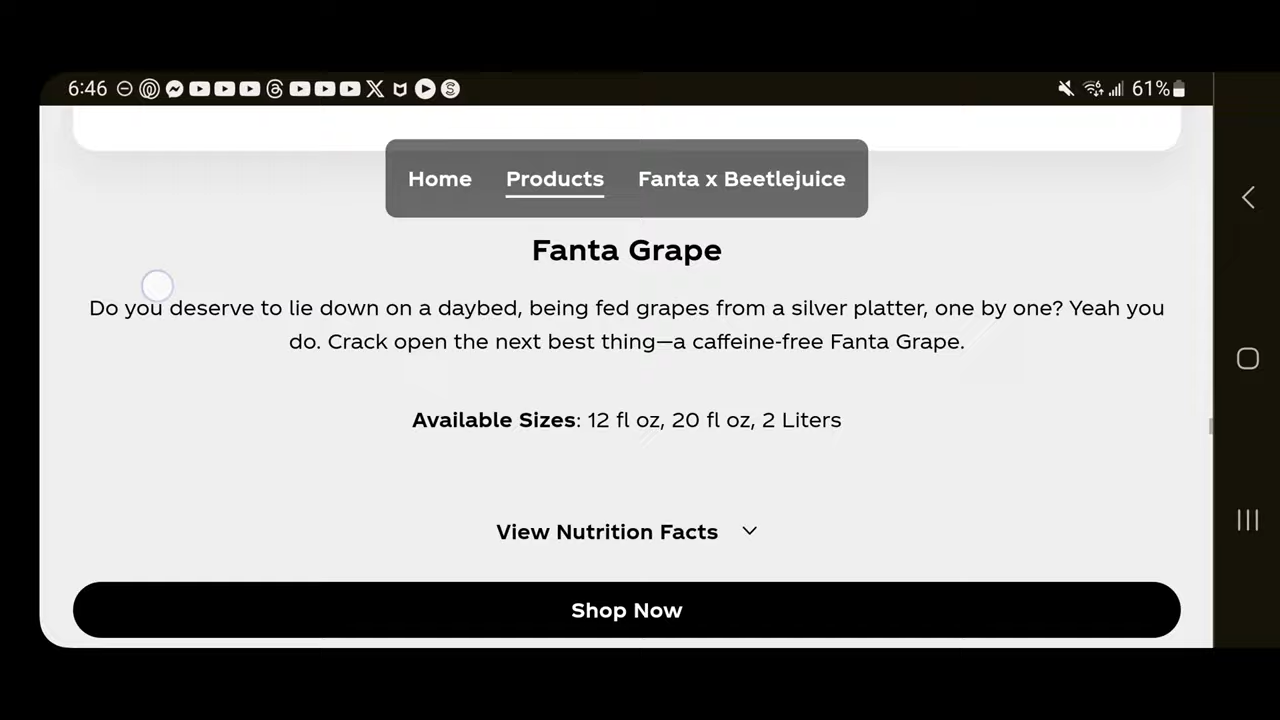 6:46 61%
Home Products Fanta x Beetlejuice
Fanta Grape
Do you deserve to lie down on a daybed, being fed grapes from a silver platter, one by one? Yeah you
do. Crack open the next best thing—a caffeine-free Fanta Grape.
Available Sizes: 12 fl oz, 20 fl oz, 2 Liters
View Nutrition Facts
Shop Now